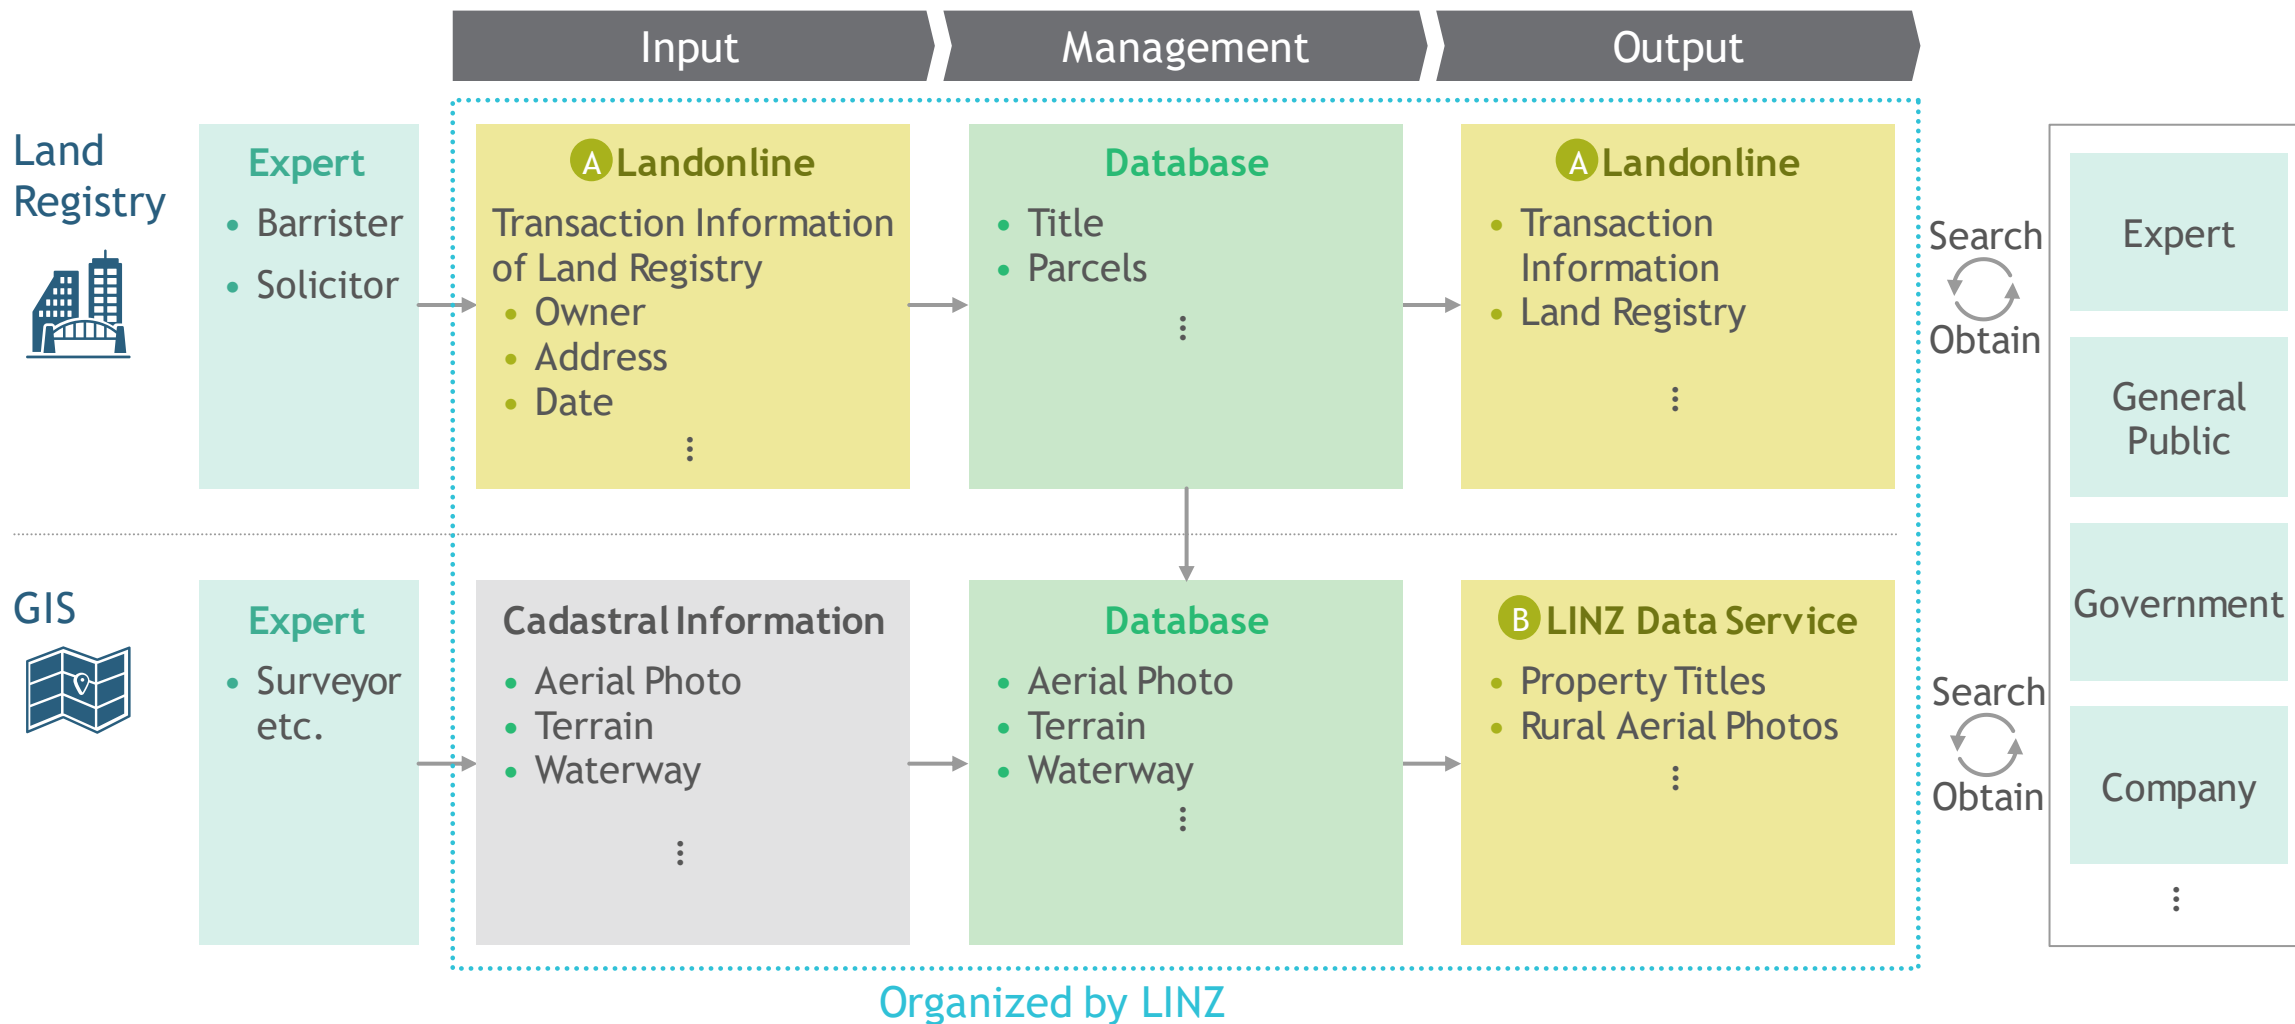 Input
Management
Output
Land
Registry
Expert
• Barrister
• Solicitor
A Landonline
Transaction Information
of Land Registry
• Owner
• Address
• Date
⋮
Database
• Title
• Parcels
⋮
A Landonline
• Transaction
Information
• Land Registry
⋮
Search
Obtain
Expert
General
Public
Government
Company
⋮
GIS
Expert
• Surveyor
etc.
Cadastral Information
• Aerial Photo
• Terrain
• Waterway
⋮
Database
• Aerial Photo
• Terrain
• Waterway
⋮
B LINZ Data Service
• Property Titles
• Rural Aerial Photos
⋮
Search
Obtain
Organized by LINZ